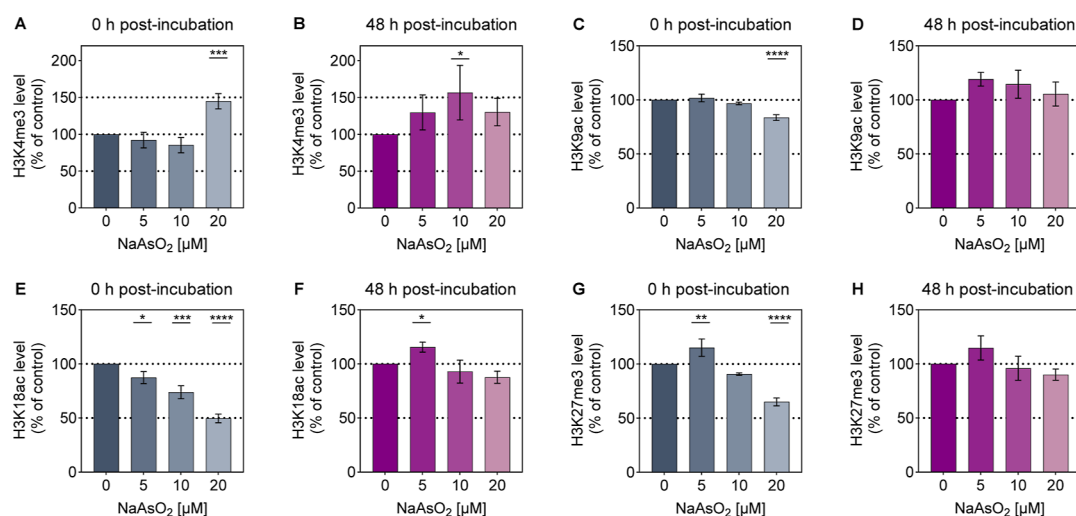 A 0 h post-incubation
H3K4me3 level
(% of control)
200
150
100
50
0
***
0 5 10 20
NaAsO₂ [µM]
B 48 h post-incubation
H3K4me3 level
(% of control)
200
150
100
50
0
*
0 5 10 20
NaAsO₂ [µM]
C 0 h post-incubation
H3K9ac level
(% of control)
150
100
50
0
****
0 5 10 20
NaAsO₂ [µM]
D 48 h post-incubation
H3K9ac level
(% of control)
150
100
50
0
0 5 10 20
NaAsO₂ [µM]
E 0 h post-incubation
H3K18ac level
(% of control)
150
100
50
0
* *** ****
0 5 10 20
NaAsO₂ [µM]
F 48 h post-incubation
H3K18ac level
(% of control)
150
100
50
0
*
0 5 10 20
NaAsO₂ [µM]
G 0 h post-incubation
H3K27me3 level
(% of control)
150
100
50
0
** ****
0 5 10 20
NaAsO₂ [µM]
H 48 h post-incubation
H3K27me3 level
(% of control)
150
100
50
0
0 5 10 20
NaAsO₂ [µM]